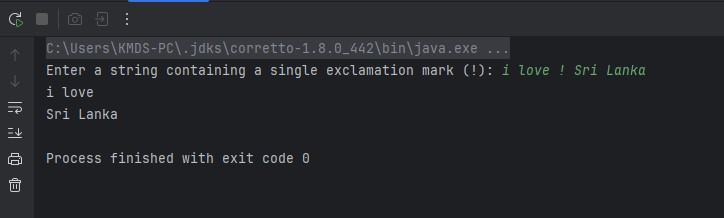 C:\Users\KMDS-PC\.jdks\corretto-1.8.0_442\bin\java.exe ...
Enter a string containing a single exclamation mark (!): i love ! Sri Lanka
i love
Sri Lanka
Process finished with exit code 0